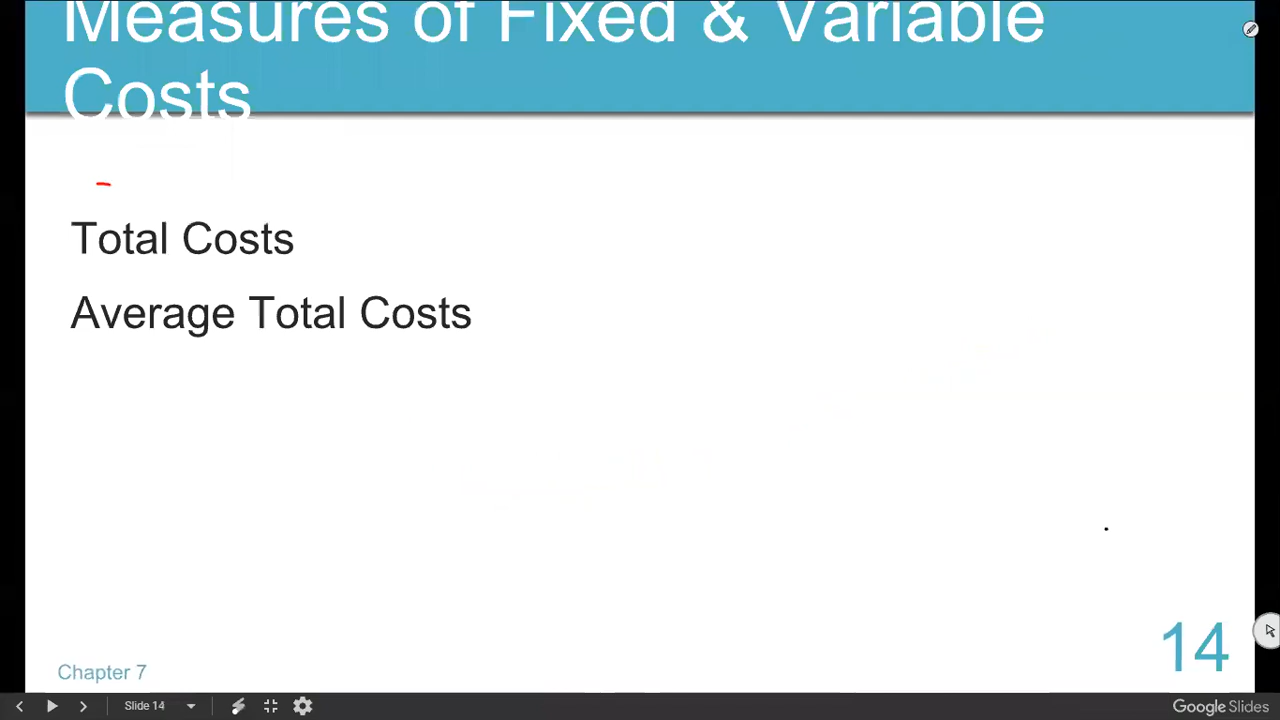 Measures of Fixed & Variable
Costs
Total Costs
Average Total Costs
14
Chapter 7
Slide 14
Google Slides